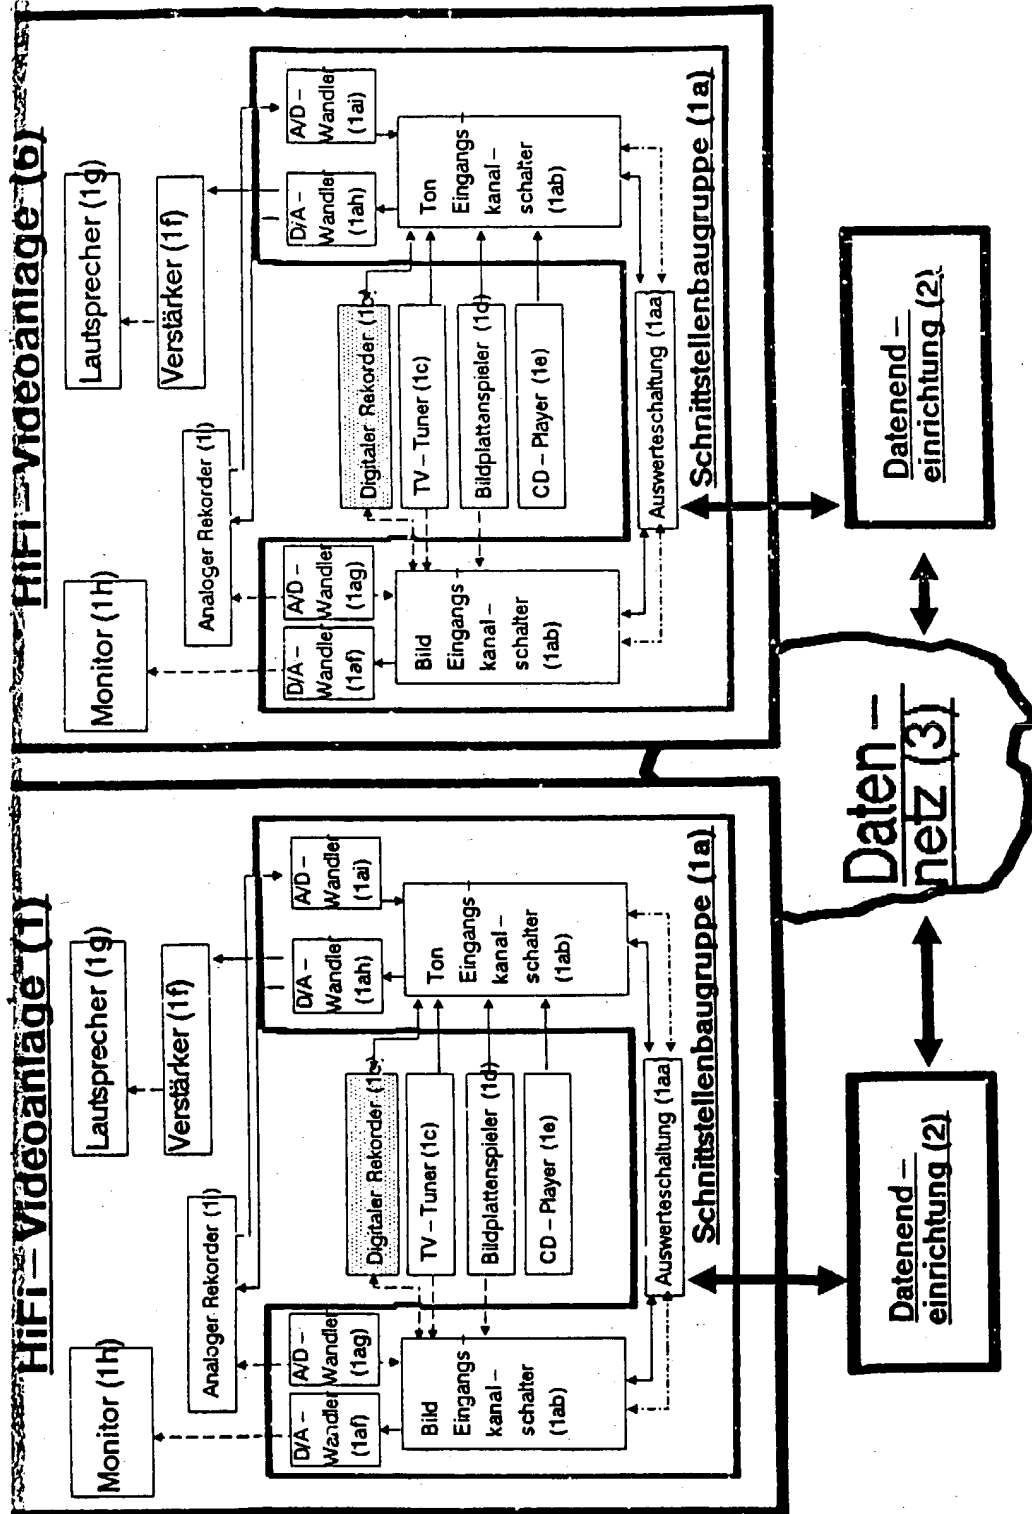 HiFi–Videoanlage (1)
Monitor (1h)
Lautsprecher (1g)
Verstärker (1f)
Analoger Rekorder
D/A –
Wandler
(1af)
A/D –
Wandler
(1ag)
D/A –
Wandler
(1ah)
A/D –
Wandler
(1ai)
Digitaler Rekorder
TV–Tuner (1c)
Bildplattenspieler (1d)
CD–Player (1e)
Bild
Eingangs –
kanal –
schalter
(1ab)
Ton
Eingangs –
kanal –
schalter
(1ab)
Auswerteschaltung (1aa)
Schnittstellenbaugruppe (1a)
Datenend –
einrichtung (2)
HiFi–Videoanlage (6)
Monitor (1h)
Lautsprecher (1g)
Verstärker (1f)
Analoger Rekorder
D/A –
Wandler
(1af)
A/D –
Wandler
(1ag)
D/A –
Wandler
(1ah)
A/D –
Wandler
(1ai)
Digitaler Rekorder
TV–Tuner (1c)
Bildplattanspieler (1d)
CD–Player (1e)
Bild
Eingangs –
kanal –
schalter
(1ab)
Ton
Eingangs –
kanal –
schalter
(1ab)
Auswerteschaltung (1aa)
Schnittstellenbaugruppe (1a)
Datenend –
einrichtung (2)
Daten –
netz (3)